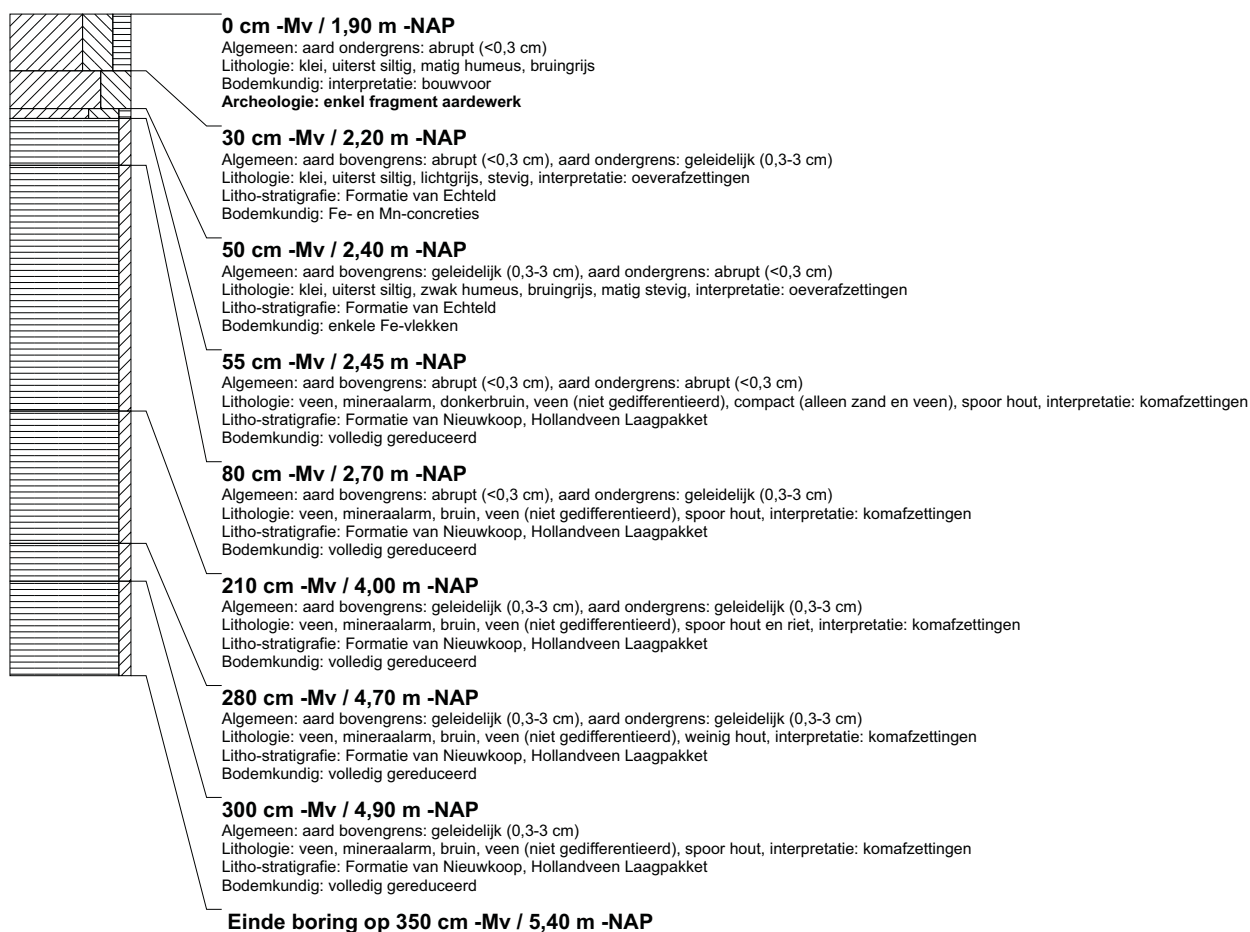 0 cm -Mv / 1,90 m -NAP
Algemeen: aard ondergrens: abrupt (<0,3 cm)
Lithologie: klei, uiterst siltig, matig humeus, bruingrijs
Bodemkundig: interpretatie: bouwvoor
Archeologie: enkel fragment aardewerk
30 cm -Mv / 2,20 m -NAP
Algemeen: aard bovengrens: abrupt (<0,3 cm), aard ondergrens: geleidelijk (0,3-3 cm)
Lithologie: klei, uiterst siltig, lichtgrijs, stevig, interpretatie: oeverafzettingen
Litho-stratigrafie: Formatie van Echteld
Bodemkundig: Fe- en Mn-concreties
50 cm -Mv / 2,40 m -NAP
Algemeen: aard bovengrens: geleidelijk (0,3-3 cm), aard ondergrens: abrupt (<0,3 cm)
Lithologie: klei, uiterst siltig, zwak humeus, bruingrijs, matig stevig, interpretatie: oeverafzettingen
Litho-stratigrafie: Formatie van Echteld
Bodemkundig: enkele Fe-vlekken
55 cm -Mv / 2,45 m -NAP
Algemeen: aard bovengrens: abrupt (<0,3 cm), aard ondergrens: abrupt (<0,3 cm)
Lithologie: veen, mineraalarm, donkerbruin, veen (niet gedifferentieerd), compact (alleen zand en veen), spoor hout, interpretatie: komafzettingen
Litho-stratigrafie: Formatie van Nieuwkoop, Hollandveen Laagpakket
Bodemkundig: volledig gereduceerd
80 cm -Mv / 2,70 m -NAP
Algemeen: aard bovengrens: abrupt (<0,3 cm), aard ondergrens: geleidelijk (0,3-3 cm)
Lithologie: veen, mineraalarm, bruin, veen (niet gedifferentieerd), spoor hout, interpretatie: komafzettingen
Litho-stratigrafie: Formatie van Nieuwkoop, Hollandveen Laagpakket
Bodemkundig: volledig gereduceerd
210 cm -Mv / 4,00 m -NAP
Algemeen: aard bovengrens: geleidelijk (0,3-3 cm), aard ondergrens: geleidelijk (0,3-3 cm)
Lithologie: veen, mineraalarm, bruin, veen (niet gedifferentieerd), spoor hout en riet, interpretatie: komafzettingen
Litho-stratigrafie: Formatie van Nieuwkoop, Hollandveen Laagpakket
Bodemkundig: volledig gereduceerd
280 cm -Mv / 4,70 m -NAP
Algemeen: aard bovengrens: geleidelijk (0,3-3 cm), aard ondergrens: geleidelijk (0,3-3 cm)
Lithologie: veen, mineraalarm, bruin, veen (niet gedifferentieerd), weinig hout, interpretatie: komafzettingen
Litho-stratigrafie: Formatie van Nieuwkoop, Hollandveen Laagpakket
Bodemkundig: volledig gereduceerd
300 cm -Mv / 4,90 m -NAP
Algemeen: aard bovengrens: geleidelijk (0,3-3 cm)
Lithologie: veen, mineraalarm, bruin, veen (niet gedifferentieerd), spoor hout, interpretatie: komafzettingen
Litho-stratigrafie: Formatie van Nieuwkoop, Hollandveen Laagpakket
Bodemkundig: volledig gereduceerd
Einde boring op 350 cm -Mv / 5,40 m -NAP